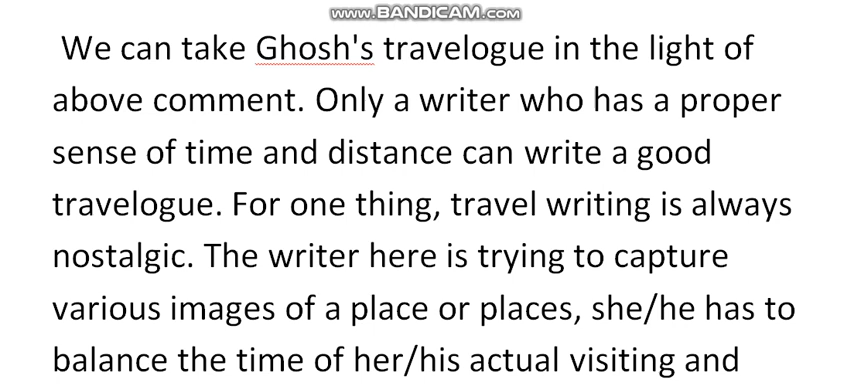 www.BANDICAM.com
We can take Ghosh's travelogue in the light of
above comment. Only a writer who has a proper
sense of time and distance can write a good
travelogue. For one thing, travel writing is always
nostalgic. The writer here is trying to capture
various images of a place or places, she/he has to
balance the time of her/his actual visiting and